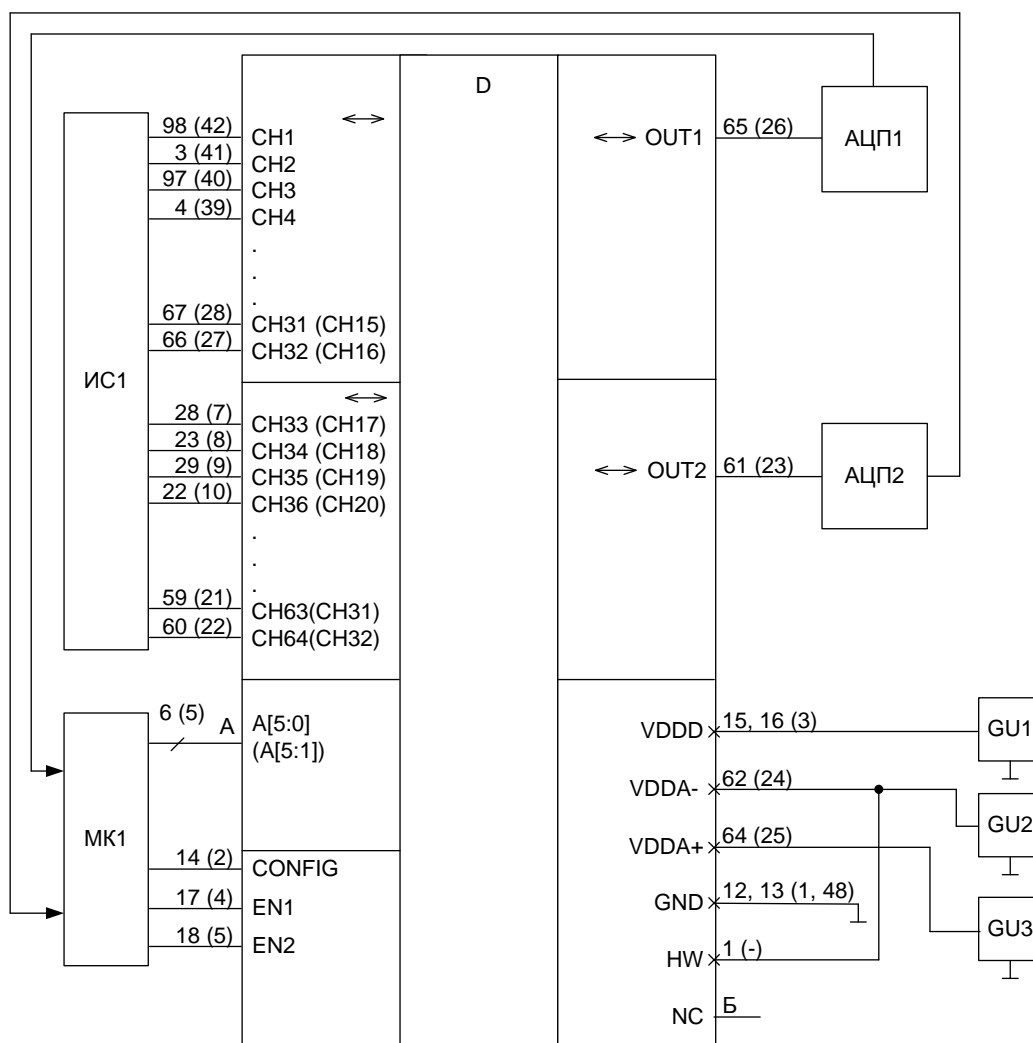 D
98 (42)
CH1
3 (41)
CH2
97 (40)
CH3
4 (39)
CH4
.
.
.
67 (28)
CH31 (CH15)
66 (27)
CH32 (CH16)
ИС1
28 (7)
CH33 (CH17)
23 (8)
CH34 (CH18)
29 (9)
CH35 (CH19)
22 (10)
CH36 (CH20)
.
.
.
59 (21)
CH63(CH31)
60 (22)
CH64(CH32)
OUT1
65 (26)
АЦП1
OUT2
61 (23)
АЦП2
6 (5)
A
A[5:0]
(A[5:1])
МК1
14 (2)
CONFIG
17 (4)
EN1
18 (5)
EN2
VDDD
15, 16 (3)
GU1
VDDA-
62 (24)
GU2
VDDA+
64 (25)
GND
12, 13 (1, 48)
GU3
HW
1 (-)
NC
Б